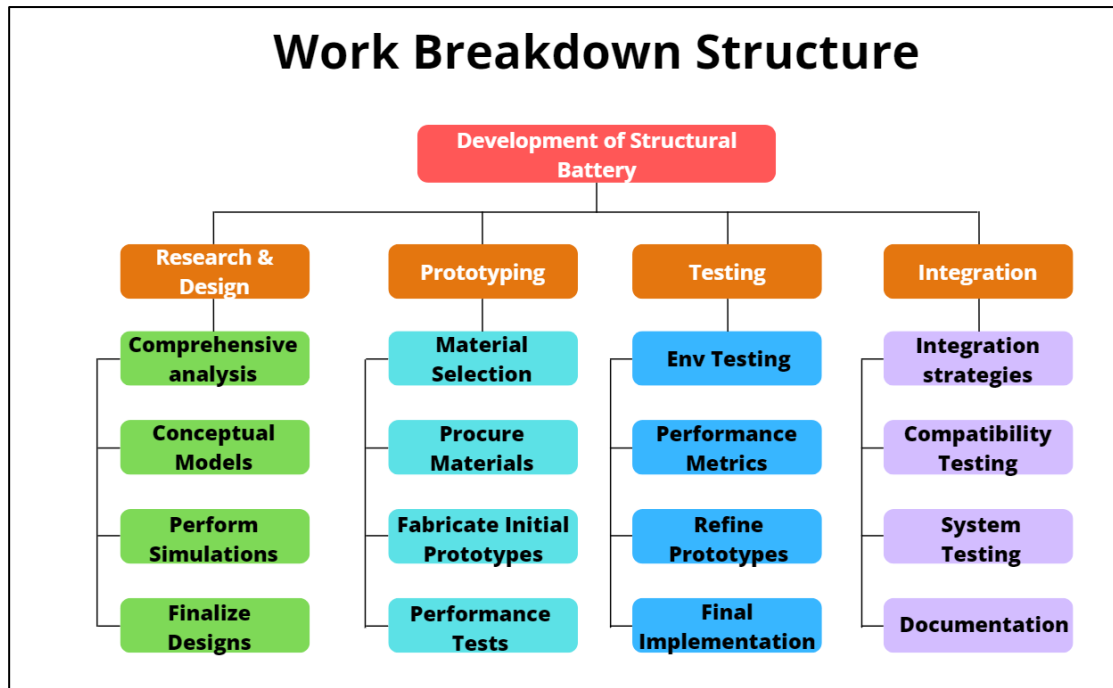 Work Breakdown Structure
Development of Structural
Battery
Research &
Design
Prototyping
Testing
Integration
Comprehensive
analysis
Material
Selection
Env Testing
Integration
strategies
Conceptual
Models
Procure
Materials
Performance
Metrics
Compatibility
Testing
Perform
Simulations
Fabricate Initial
Prototypes
Refine
Prototypes
System
Testing
Finalize
Designs
Performance
Tests
Final
Implementation
Documentation